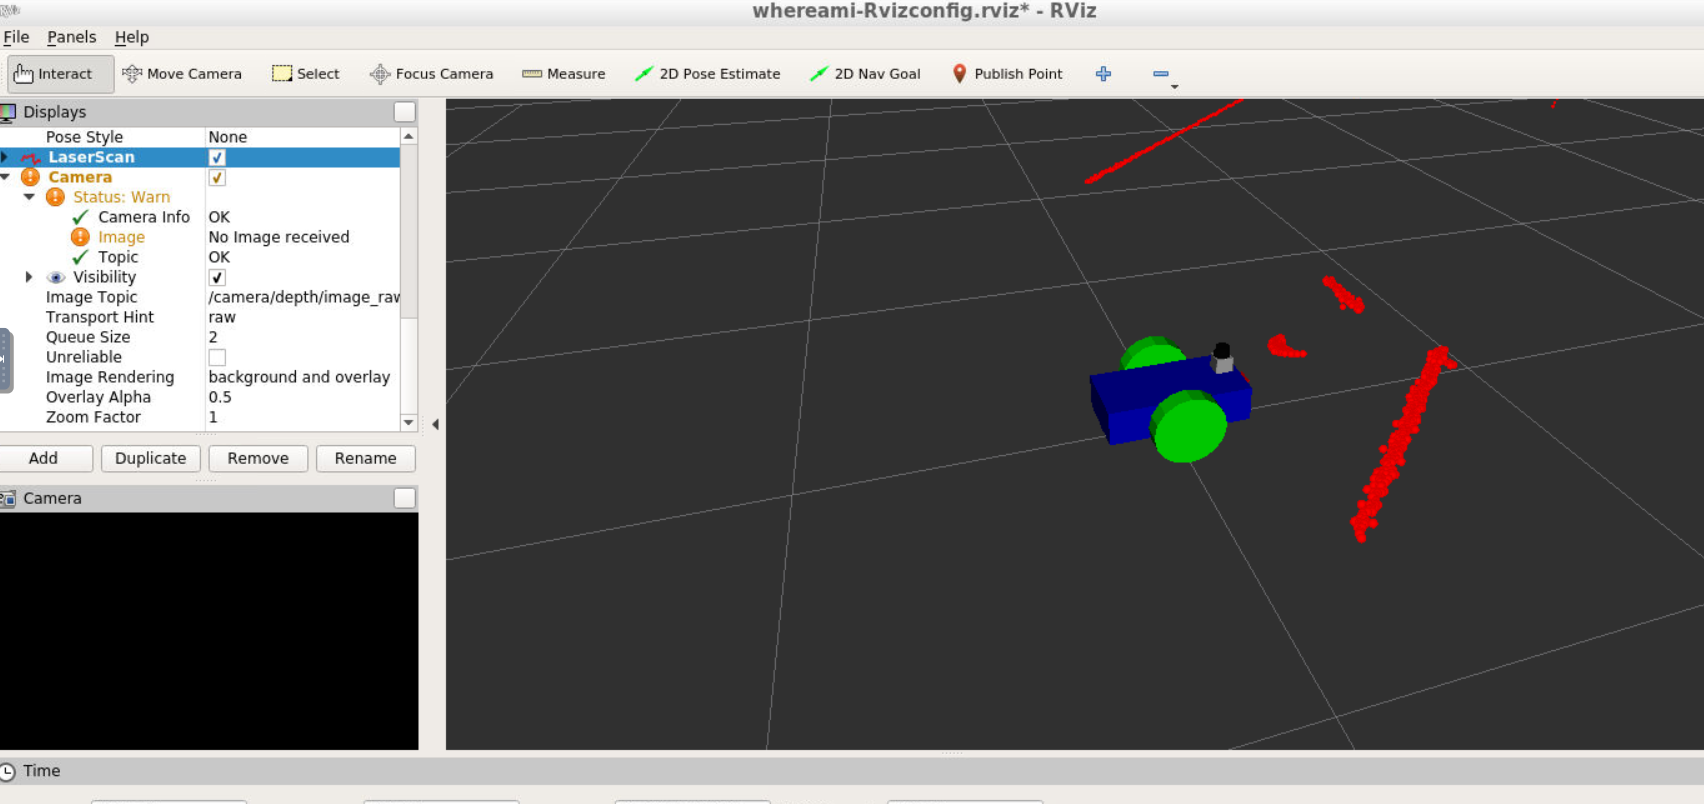 whereami-Rvizconfig.rviz* - RViz
File Panels Help
Interact Move Camera Select Focus Camera Measure 2D Pose Estimate 2D Nav Goal Publish Point
Displays
Pose Style None
LaserScan
Camera
Status: Warn
Camera Info OK
Image No Image received
Topic OK
Visibility
Image Topic /camera/depth/image_raw
Transport Hint raw
Queue Size 2
Unreliable
Image Rendering background and overlay
Overlay Alpha 0.5
Zoom Factor 1
Add Duplicate Remove Rename
Camera
Time